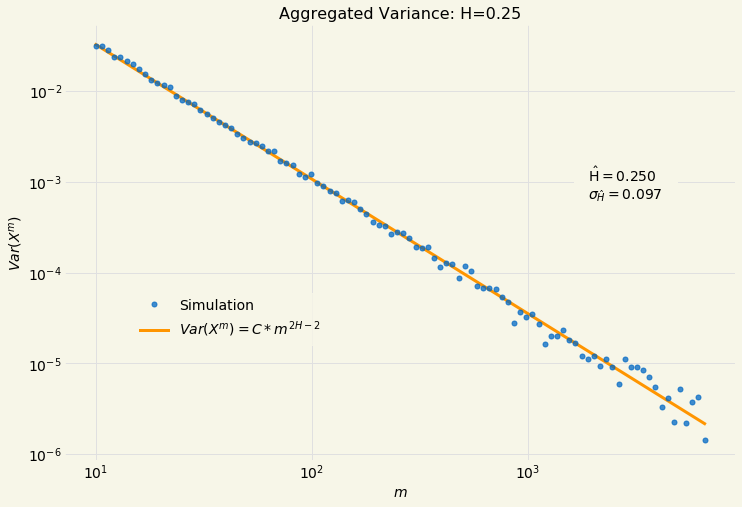 Aggregated Variance: H=0.25
Var(X^m)
10^−2
10^−3
10^−4
10^−5
10^−6
Ĥ = 0.250
σ_Ĥ = 0.097
Simulation
Var(X^m) = C * m^{2H−2}
10^1
10^2
10^3
m